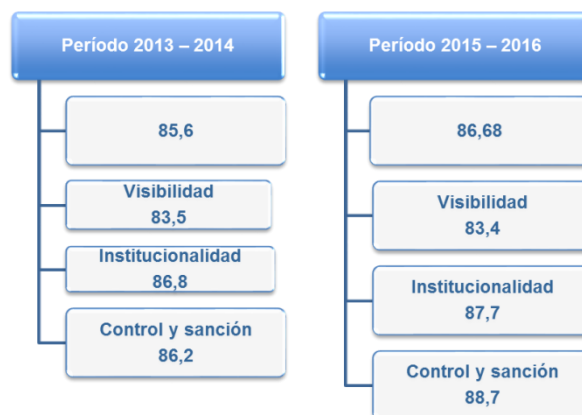 Período 2013 – 2014
85,6
Visibilidad
83,5
Institucionalidad
86,8
Control y sanción
86,2
Período 2015 – 2016
86,68
Visibilidad
83,4
Institucionalidad
87,7
Control y sanción
88,7